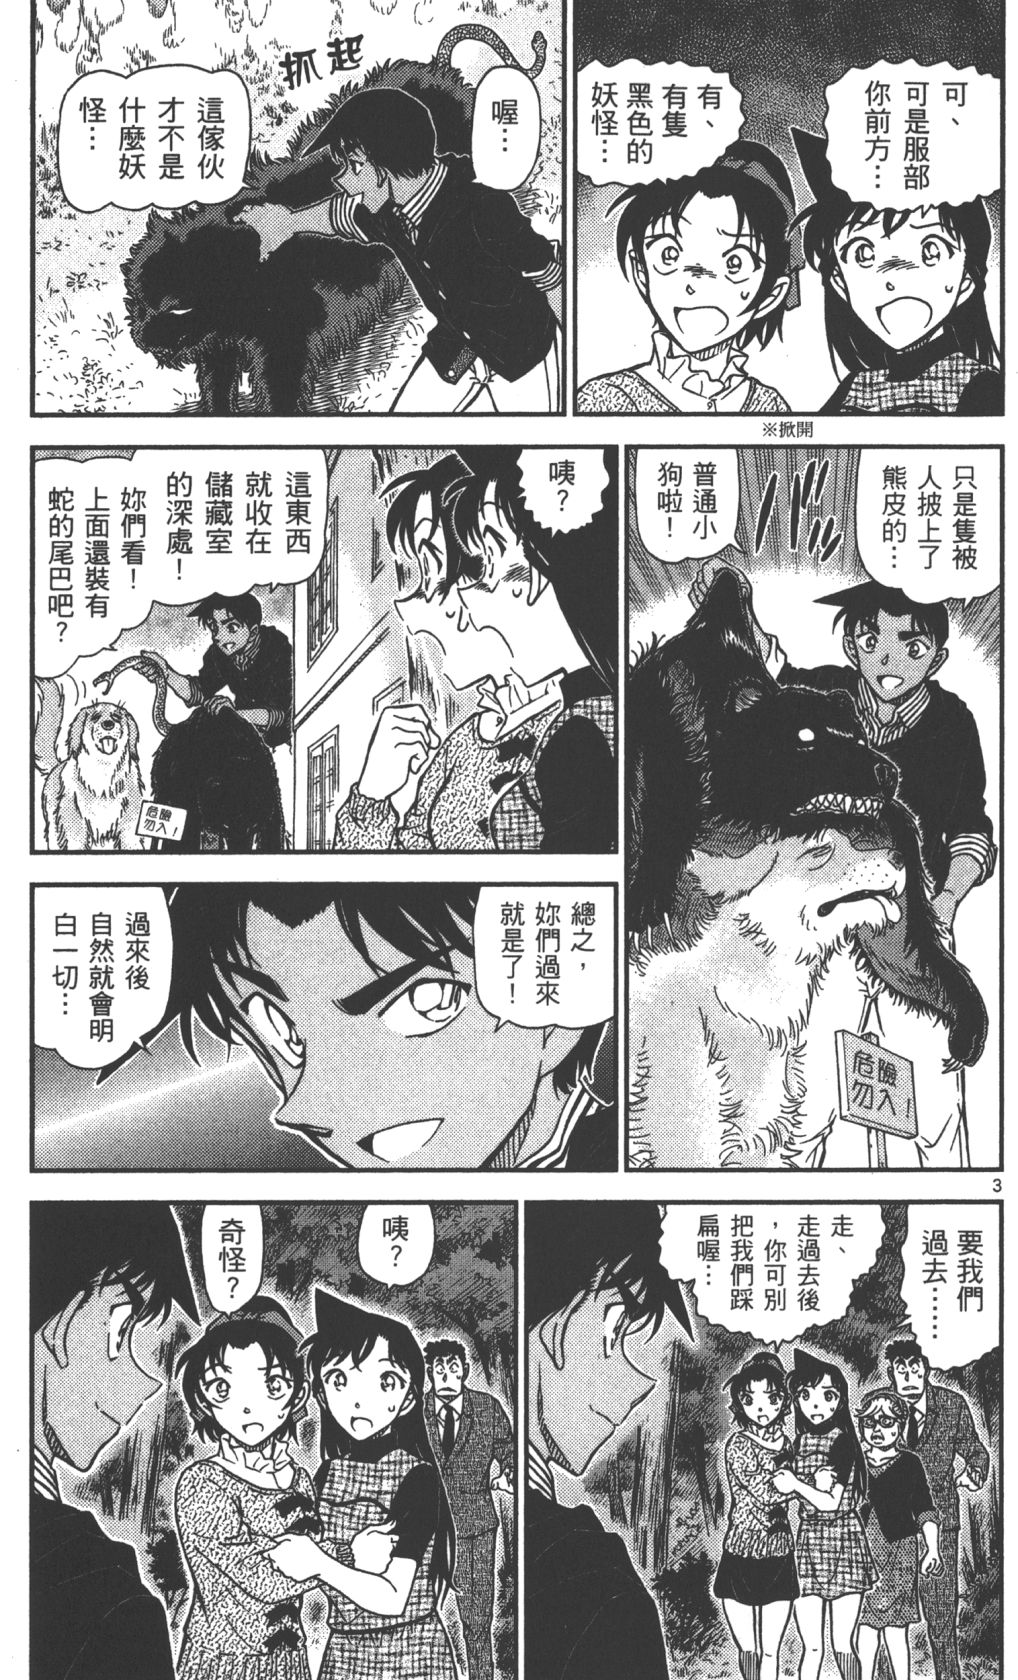 可、
可是服部
你前方…
有、
有隻
黑色的
妖怪…
喔…
抓起
這傢伙
才不是
什麼妖
怪…
※掀開
只是隻被
人披上了
熊皮的…
普通小
狗啦！
危險
勿入！
咦？
這東西
就收在
儲藏室
的深處！
妳們看！
上面還裝有
蛇的尾巴吧？
危險
勿入！
總之，
妳們過來
就是了！
過來後
自然就會明
白一切…
3
要我們
過去……
走、
走過去後
，你可別
把我們踩
扁喔…
咦？
奇怪？